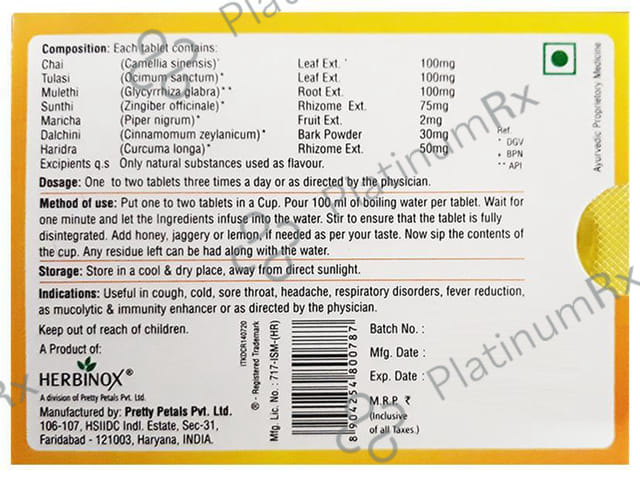 Composition: Each tablet contains:
Chai (Camellia sinensis)* Leaf Ext. 100mg
Tulasi (Ocimum sanctum)* Leaf Ext. 100mg
Mulethi (Glycyrrhiza glabra)** Root Ext. 100mg
Sunthi (Zingiber officinale)* Rhizome Ext. 75mg
Maricha (Piper nigrum)* Fruit Ext. 2mg
Dalchini (Cinnamomum zeylanicum)* Bark Powder 30mg
Haridra (Curcuma longa)* Rhizome Ext. 50mg
Excipients q.s Only natural substances used as flavour.
Ref.
* DGV
• BPN
** API
Ayurvedic Proprietary Medicine
Dosage: One to two tablets three times a day or as directed by the physician.
Method of use: Put one to two tablets in a Cup. Pour 100 ml of boiling water per tablet. Wait for
one minute and let the Ingredients infuse into the water. Stir to ensure that the tablet is fully
disintegrated. Add honey, jaggery or lemon, if needed as per your taste. Now sip the contents of
the cup. Any residue left can be had along with the water.
Storage: Store in a cool & dry place, away from direct sunlight.
Indications: Useful in cough, cold, sore throat, headache, respiratory disorders, fever reduction,
as mucolytic & immunity enhancer or as directed by the physician.
Keep out of reach of children.
A Product of:
HERBINOX®
A division of Pretty Petals Pvt. Ltd.
Manufactured by: Pretty Petals Pvt. Ltd.
106-107, HSIIDC Indl. Estate, Sec-31,
Faridabad - 121003, Haryana, INDIA.
ITKDCR140720
® - Registered Trademark
Mfg. Lic. No.: 717-ISM-(HR)
8 904254 800787
Batch No. :
Mfg. Date :
Exp. Date :
M.R.P. ₹
(Inclusive
of all Taxes.)
PlatinumRx
PlatinumRx
PlatinumRx
PlatinumRx